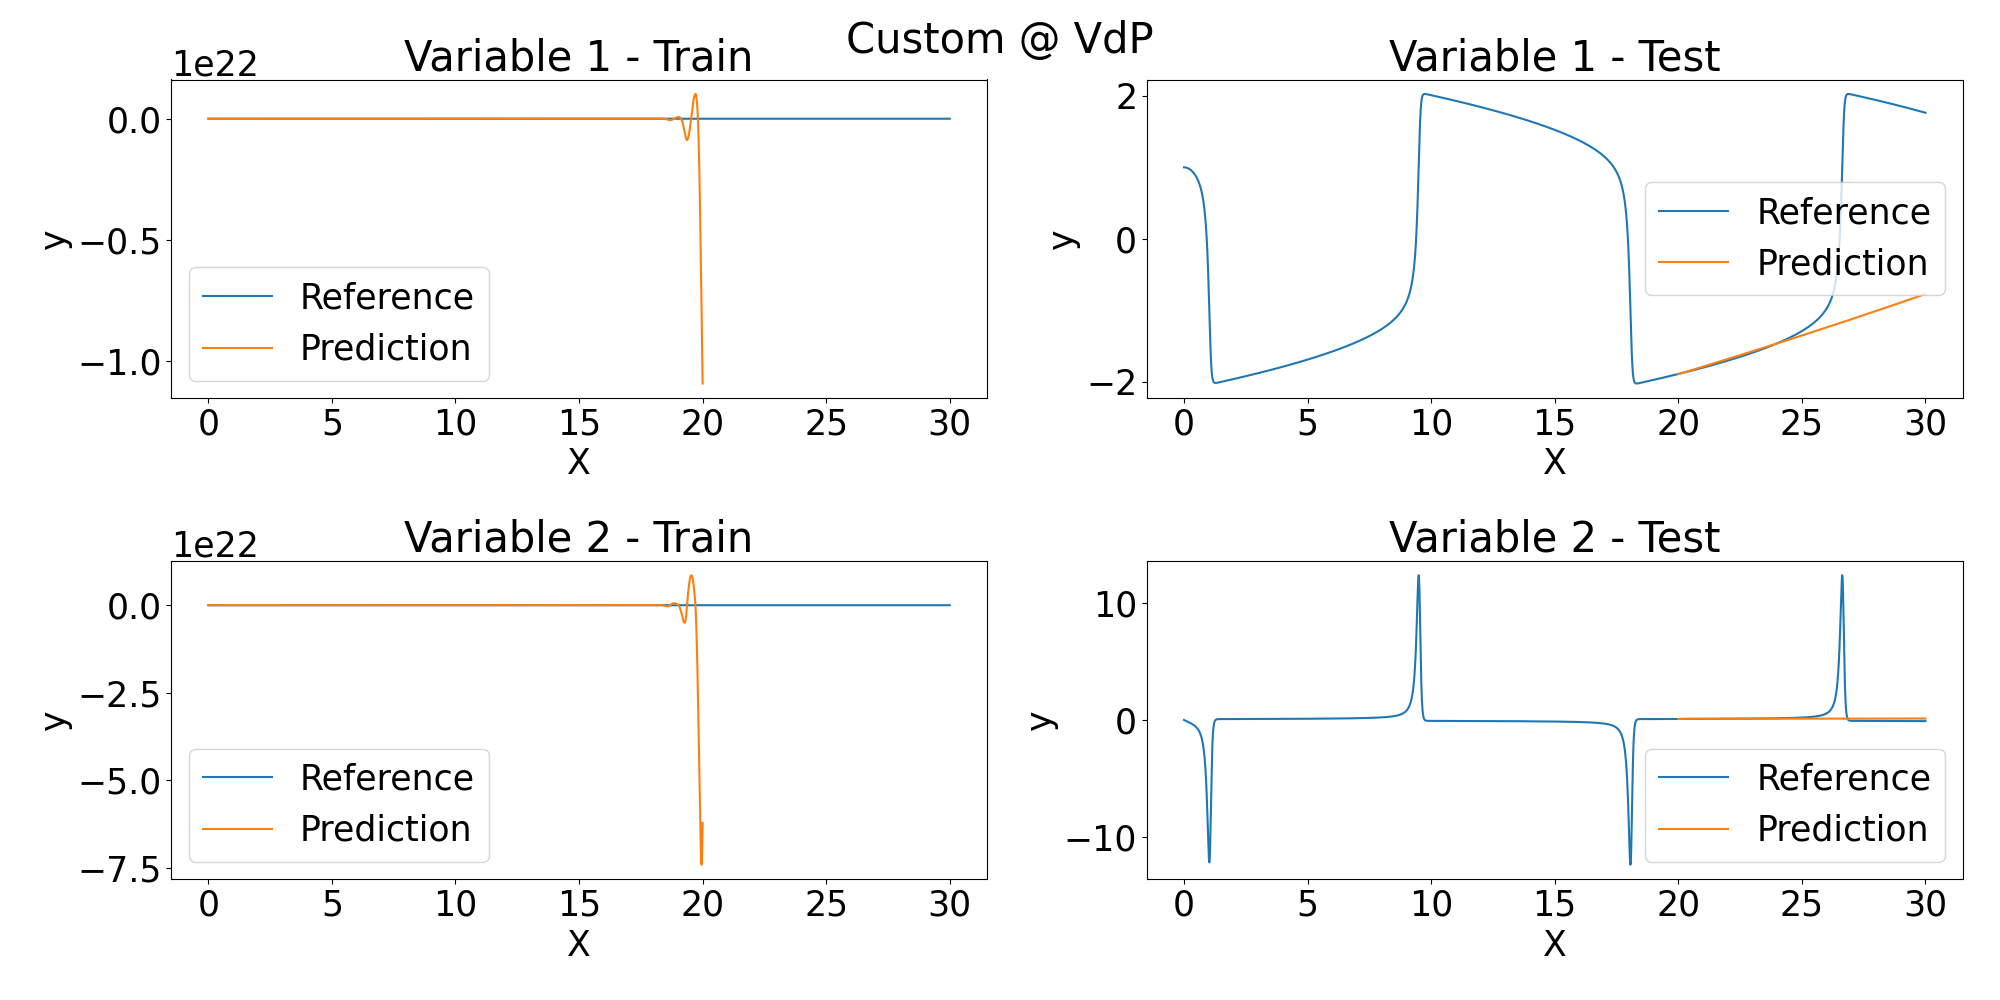 Custom @ VdP
Variable 1 - Train
1e22
0.0
−0.5
−1.0
y
Reference
Prediction
0 5 10 15 20 25 30
X
Variable 1 - Test
2
0
−2
y
Reference
Prediction
0 5 10 15 20 25 30
X
Variable 2 - Train
1e22
0.0
−2.5
−5.0
−7.5
y
Reference
Prediction
0 5 10 15 20 25 30
X
Variable 2 - Test
10
0
−10
y
Reference
Prediction
0 5 10 15 20 25 30
X